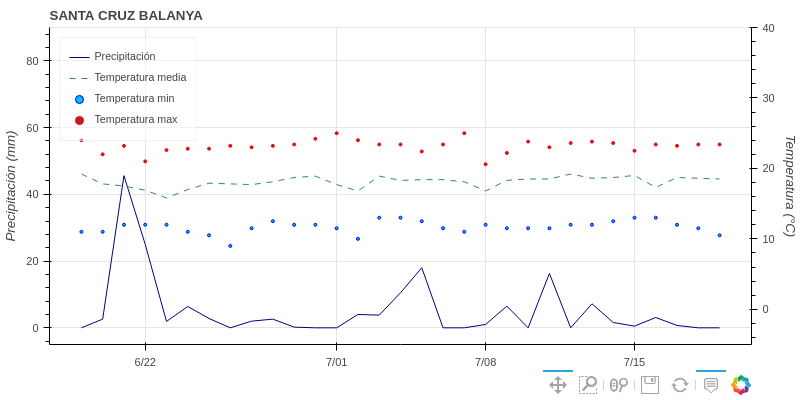 SANTA CRUZ BALANYA
Precipitación
Temperatura media
Temperatura min
Temperatura max
Precipitación (mm)
80
60
40
20
0
40
30
20
10
0
Temperatura (°C)
6/22
7/01
7/08
7/15